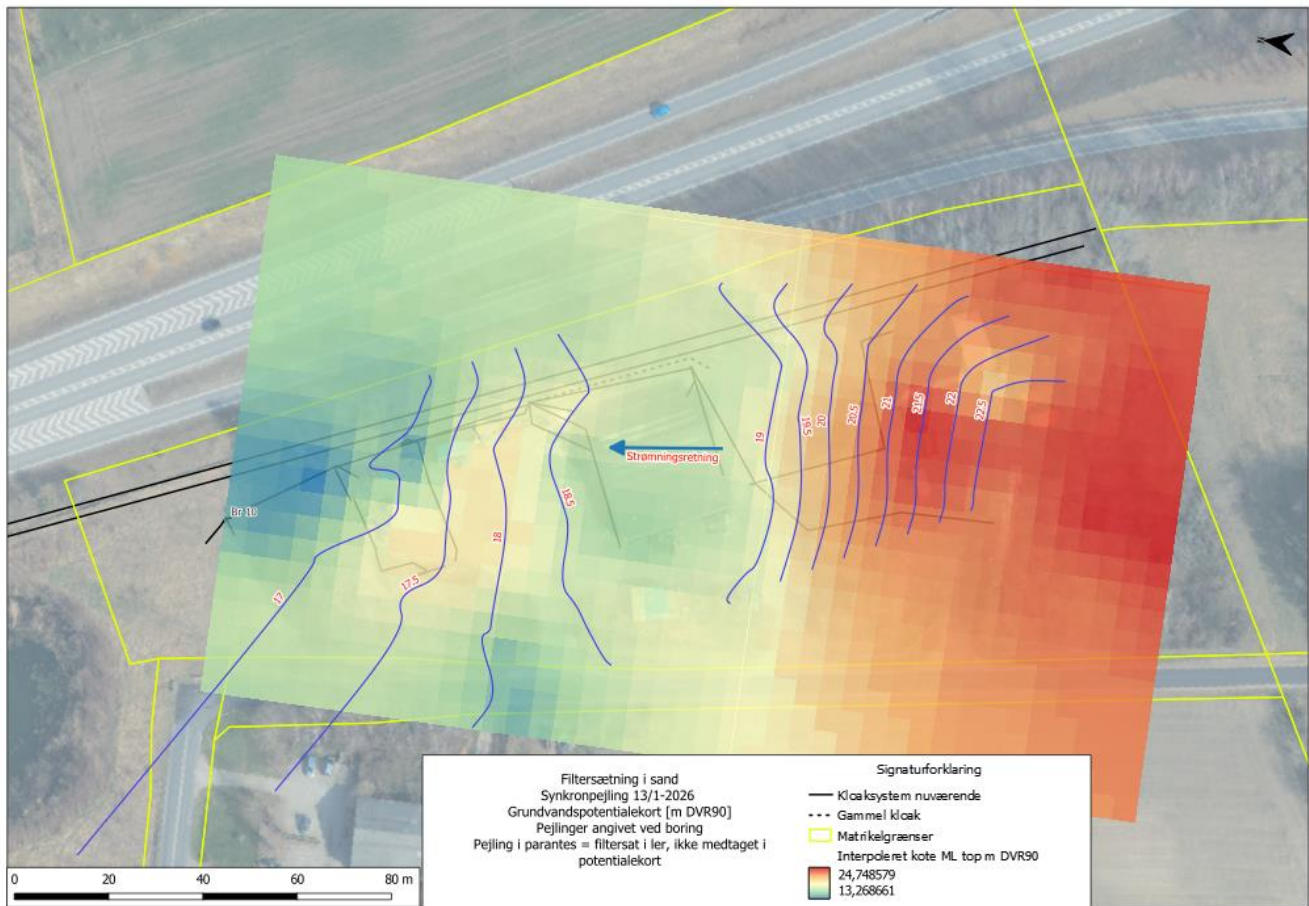 19
19.5
20
20.5
21
21.5
22
22.5
Strømningsretning
18.5
18
17.5
17
Br 10
Filtersætning i sand
Synkronpejling 13/1-2026
Grundvandspotentialekort [m DVR90]
Pejlinger angivet ved boring
Pejling i parantes = filtersat i ler, ikke medtaget i
potentialekort
Signaturforklaring
Kloaksystem nuværende
Gammel kloak
Matrikelgrænser
Interpoleret kote ML top m DVR90
24,748579
13,268661
0 20 40 60 80 m